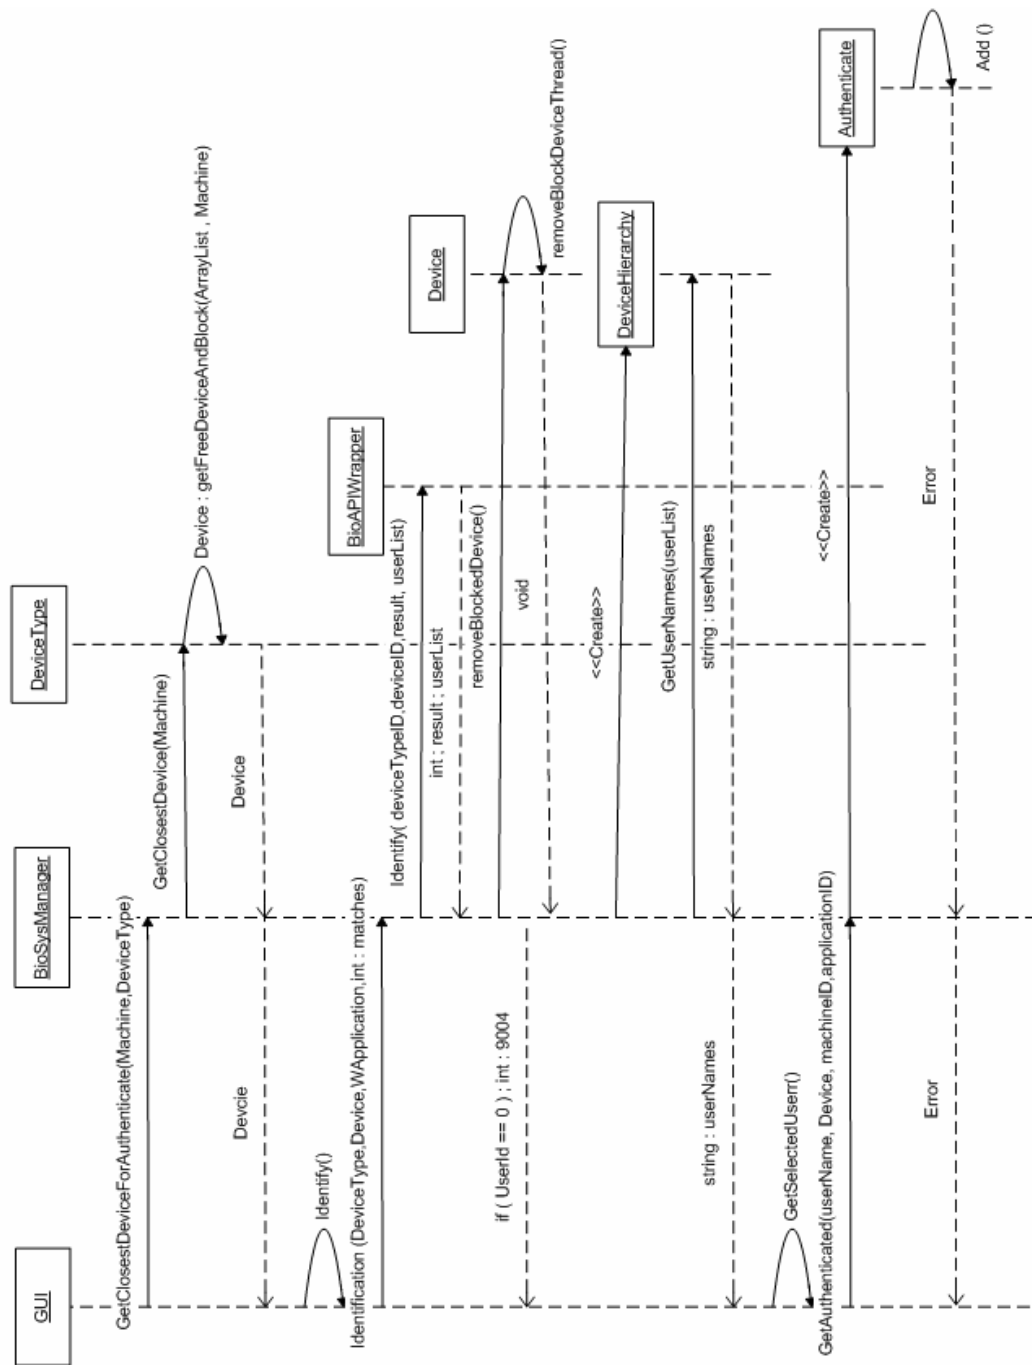 GUI
BioSysManager
DeviceType
GetClosestDeviceForAuthenticate(Machine,DeviceType)
GetClosestDevice(Machine)
Device : getFreeDeviceAndBlock(ArrayList , Machine)
Devcie
Device
Identify()
BioAPIWrapper
Identification (DeviceType,Device,WApplication,int : matches)
Identify( deviceTypeID,deviceID,result, userList)
int ; result ; userList
Device
removeBlockedDevice()
removeBlockDeviceThread()
if ( UserId == 0 ) ; int : 9004
void
<<Create>>
DeviceHierarchy
GetUserNames(userList)
string : userNames
string : userNames
GetSelectedUserr()
GetAuthenticated(userName, Device, machineID,applicationID)
<<Create>>
Authenticate
Error
Error
Add ()